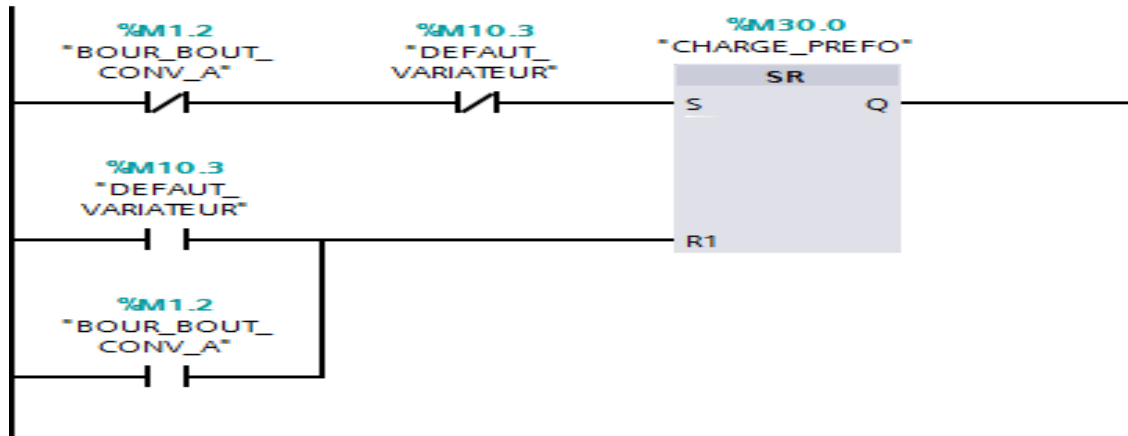 %M1.2
"BOUR_BOUT_
CONV_A"
%M10.3
"DEFAUT_
VARIATEUR"
%M30.0
"CHARGE_PREFO"
SR
S
Q
%M10.3
"DEFAUT_
VARIATEUR"
R1
%M1.2
"BOUR_BOUT_
CONV_A"